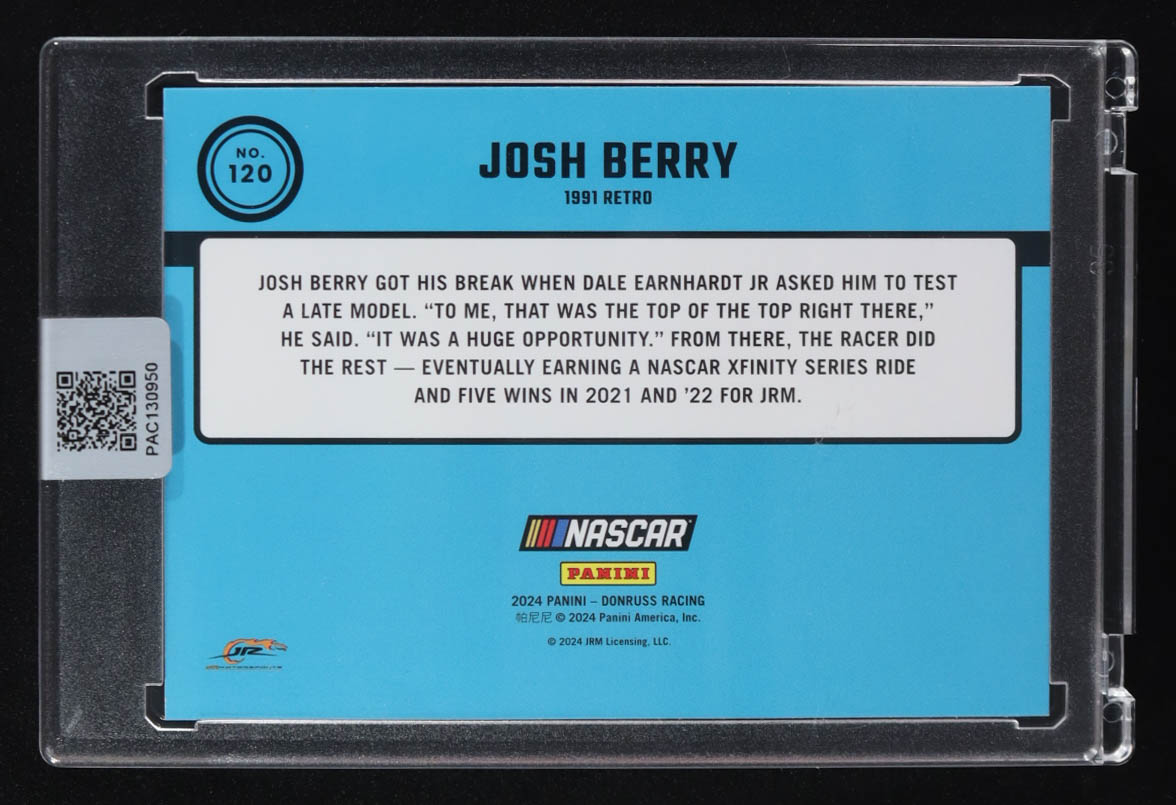 NO.
120
JOSH BERRY
1991 RETRO
JOSH BERRY GOT HIS BREAK WHEN DALE EARNHARDT JR ASKED HIM TO TEST
A LATE MODEL. “TO ME, THAT WAS THE TOP OF THE TOP RIGHT THERE,”
HE SAID. “IT WAS A HUGE OPPORTUNITY.” FROM THERE, THE RACER DID
THE REST — EVENTUALLY EARNING A NASCAR XFINITY SERIES RIDE
AND FIVE WINS IN 2021 AND ’22 FOR JRM.
PAC130950
NASCAR
PANINI
2024 PANINI – DONRUSS RACING
帕尼尼 © 2024 Panini America, Inc.
© 2024 JRM Licensing, LLC.
JR